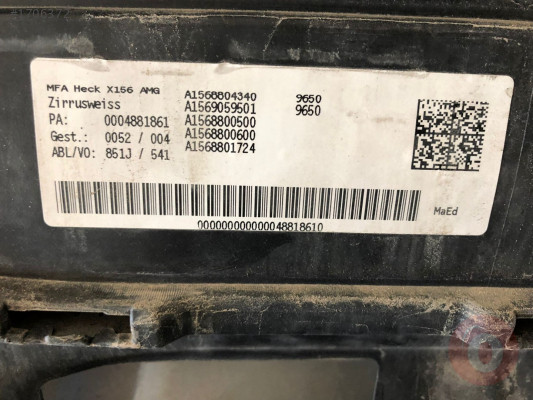 MFA Heck X156 AMG
Zirrusweiss
PA: 0004881861
Gest.: 0052 / 004
ABL/VO: 851J / 541
A1568804340 9650
A1569059501 9650
A1568800500
A1568800600
A1568801724
MaEd
000000000000048818610